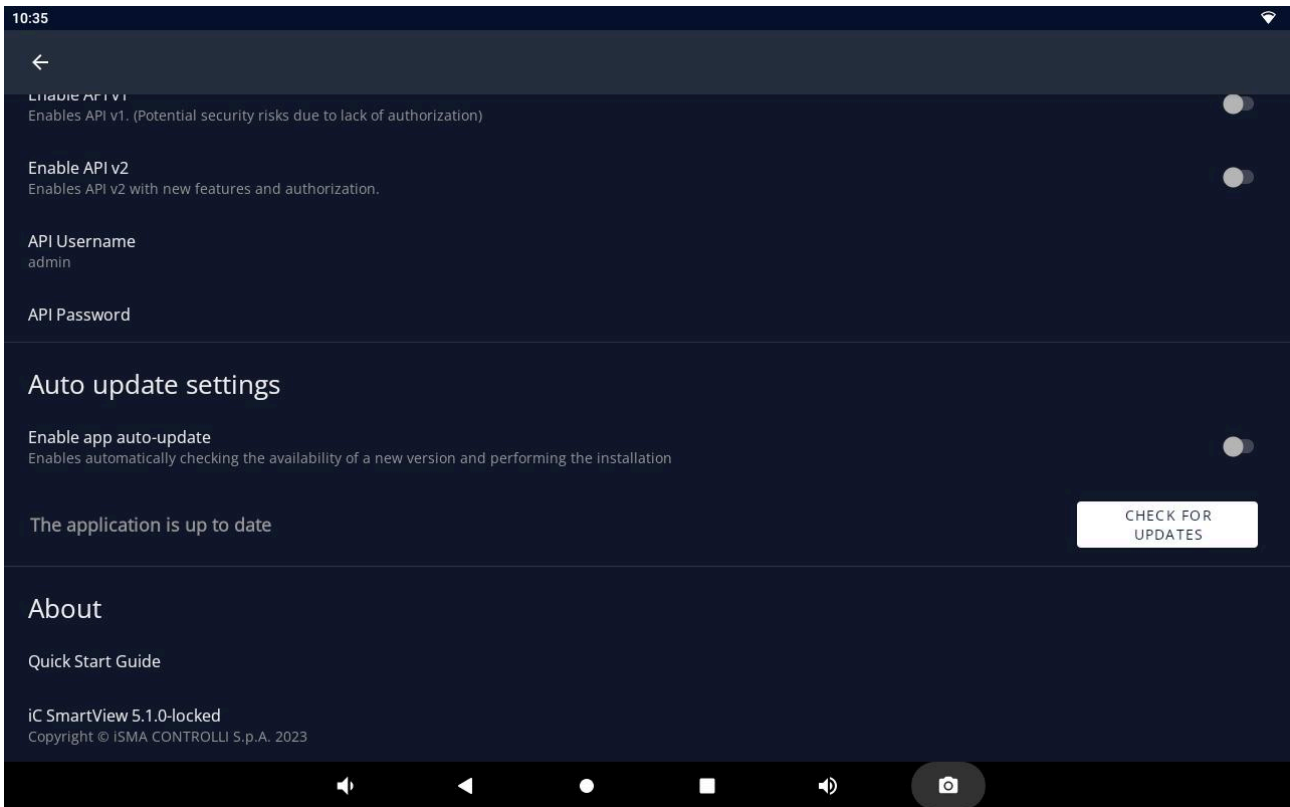 10:35
Enable API v1
Enables API v1. (Potential security risks due to lack of authorization)
Enable API v2
Enables API v2 with new features and authorization.
API Username
admin
API Password
Auto update settings
Enable app auto-update
Enables automatically checking the availability of a new version and performing the installation
The application is up to date
CHECK FOR
UPDATES
About
Quick Start Guide
iC SmartView 5.1.0-locked
Copyright © iSMA CONTROLLI S.p.A. 2023